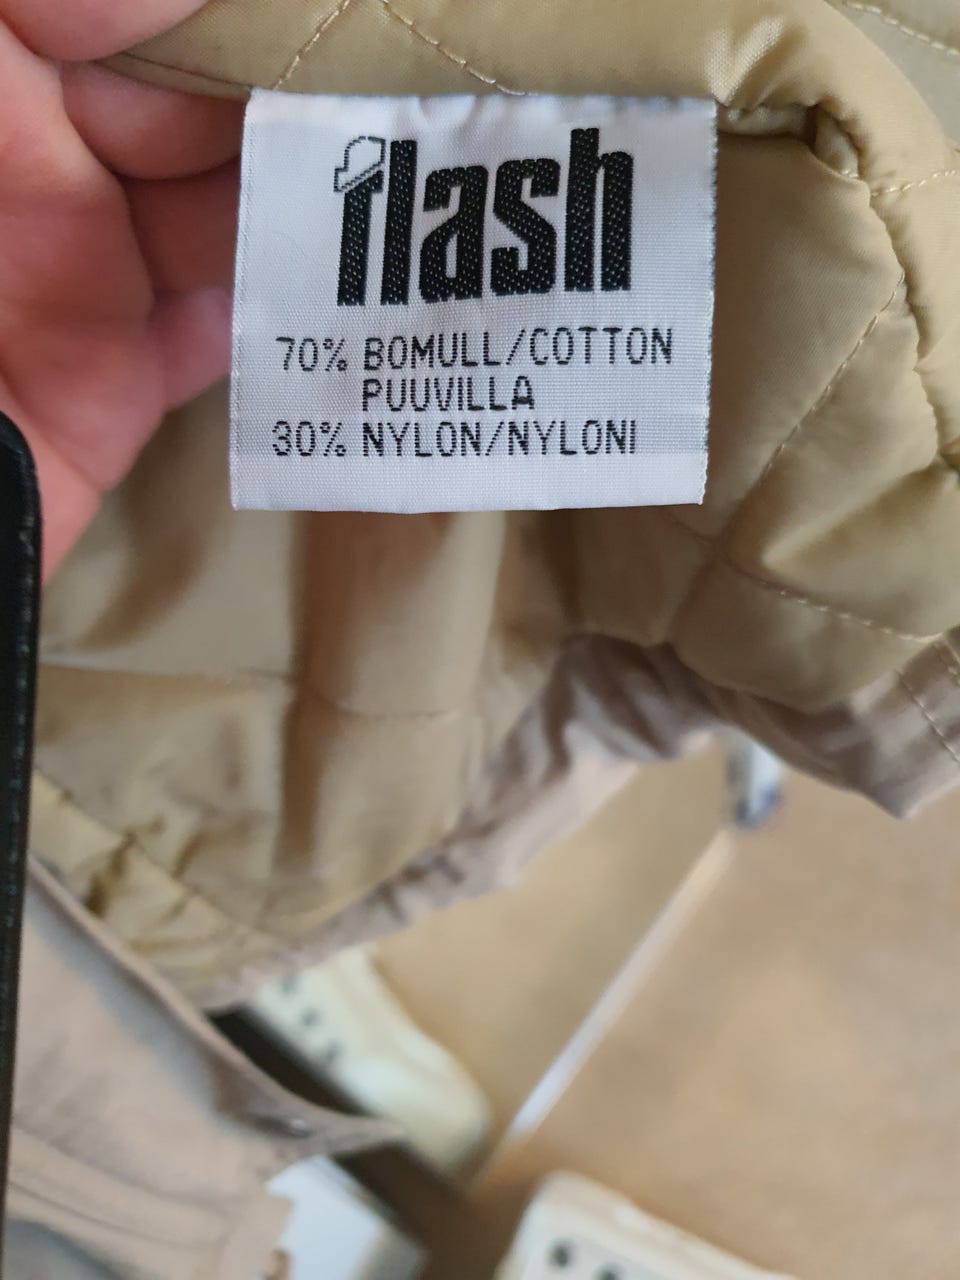 flash
70% BOMULL/COTTON
PUUVILLA
30% NYLON/NYLONI